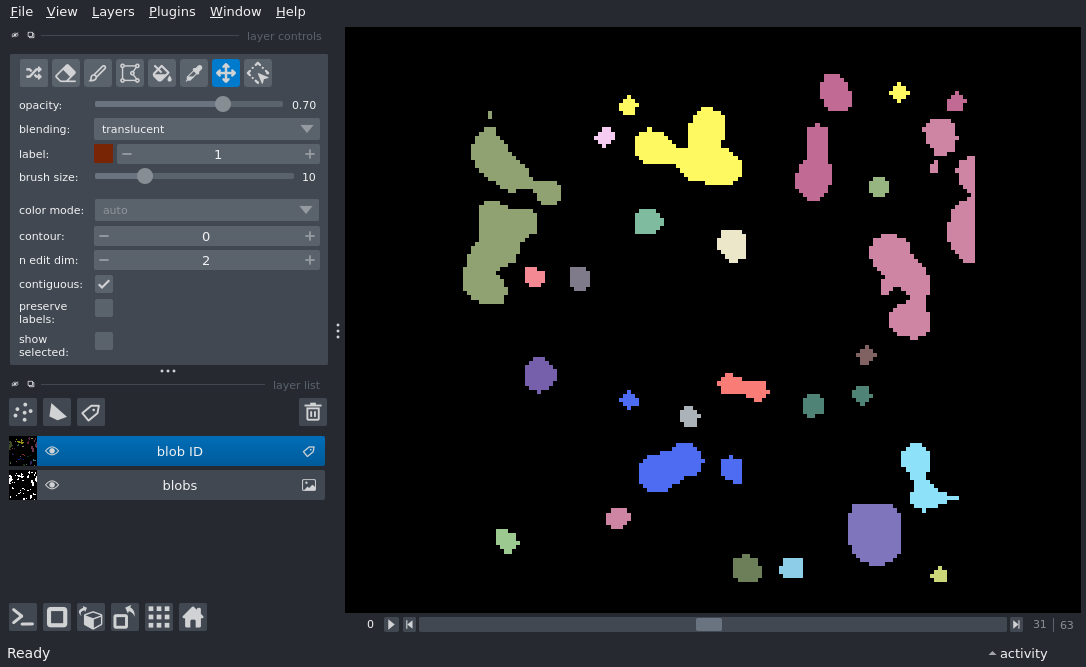 File View Layers Plugins Window Help
layer controls
opacity: 0.70
blending: translucent
label: 1
brush size: 10
color mode: auto
contour: 0
n edit dim: 2
contiguous:
preserve
labels:
show
selected:
layer list
blob ID
blobs
0 31 | 63
Ready activity